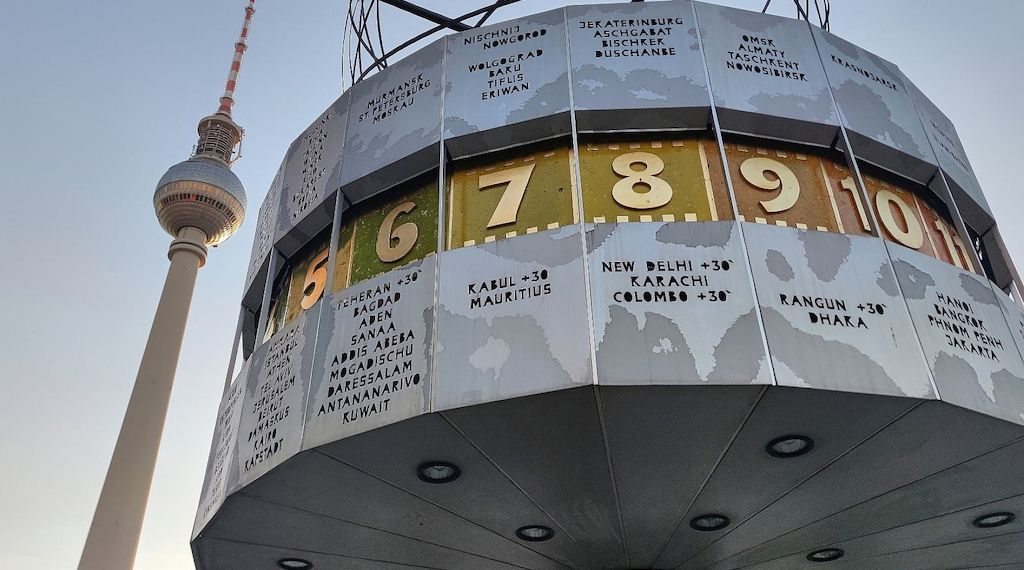 MURMANSK
ST PETERSBURG
MOSKAU
NISCHNIJ
NOWGOROD
WOLGOGRAD
BAKU
TIFLIS
ERIWAN
JEKATERINBURG
ASCHGABAT
BISCHKEK
DUSCHANBE
OMSK
ALMATY
TASCHKENT
NOWOSIBIRSK
KRASNOJARSK
5
6
7
8
9
10
10
11
JERUSALEM
BEIRUT
DAMASKUS
KAIRO
KAPSTADT
TEHERAN +30`
BAGDAD
ADEN
SANAA
ADDIS ABEBA
MOGADISCHU
DARESSALAM
ANTANANARIVO
KUWAIT
KABUL +30
MAURITIUS
NEW DELHI +30`
KARACHI
COLOMBO +30`
RANGUN +30`
DHAKA
HANOI
BANGKOK
PHNOM PENH
JAKARTA